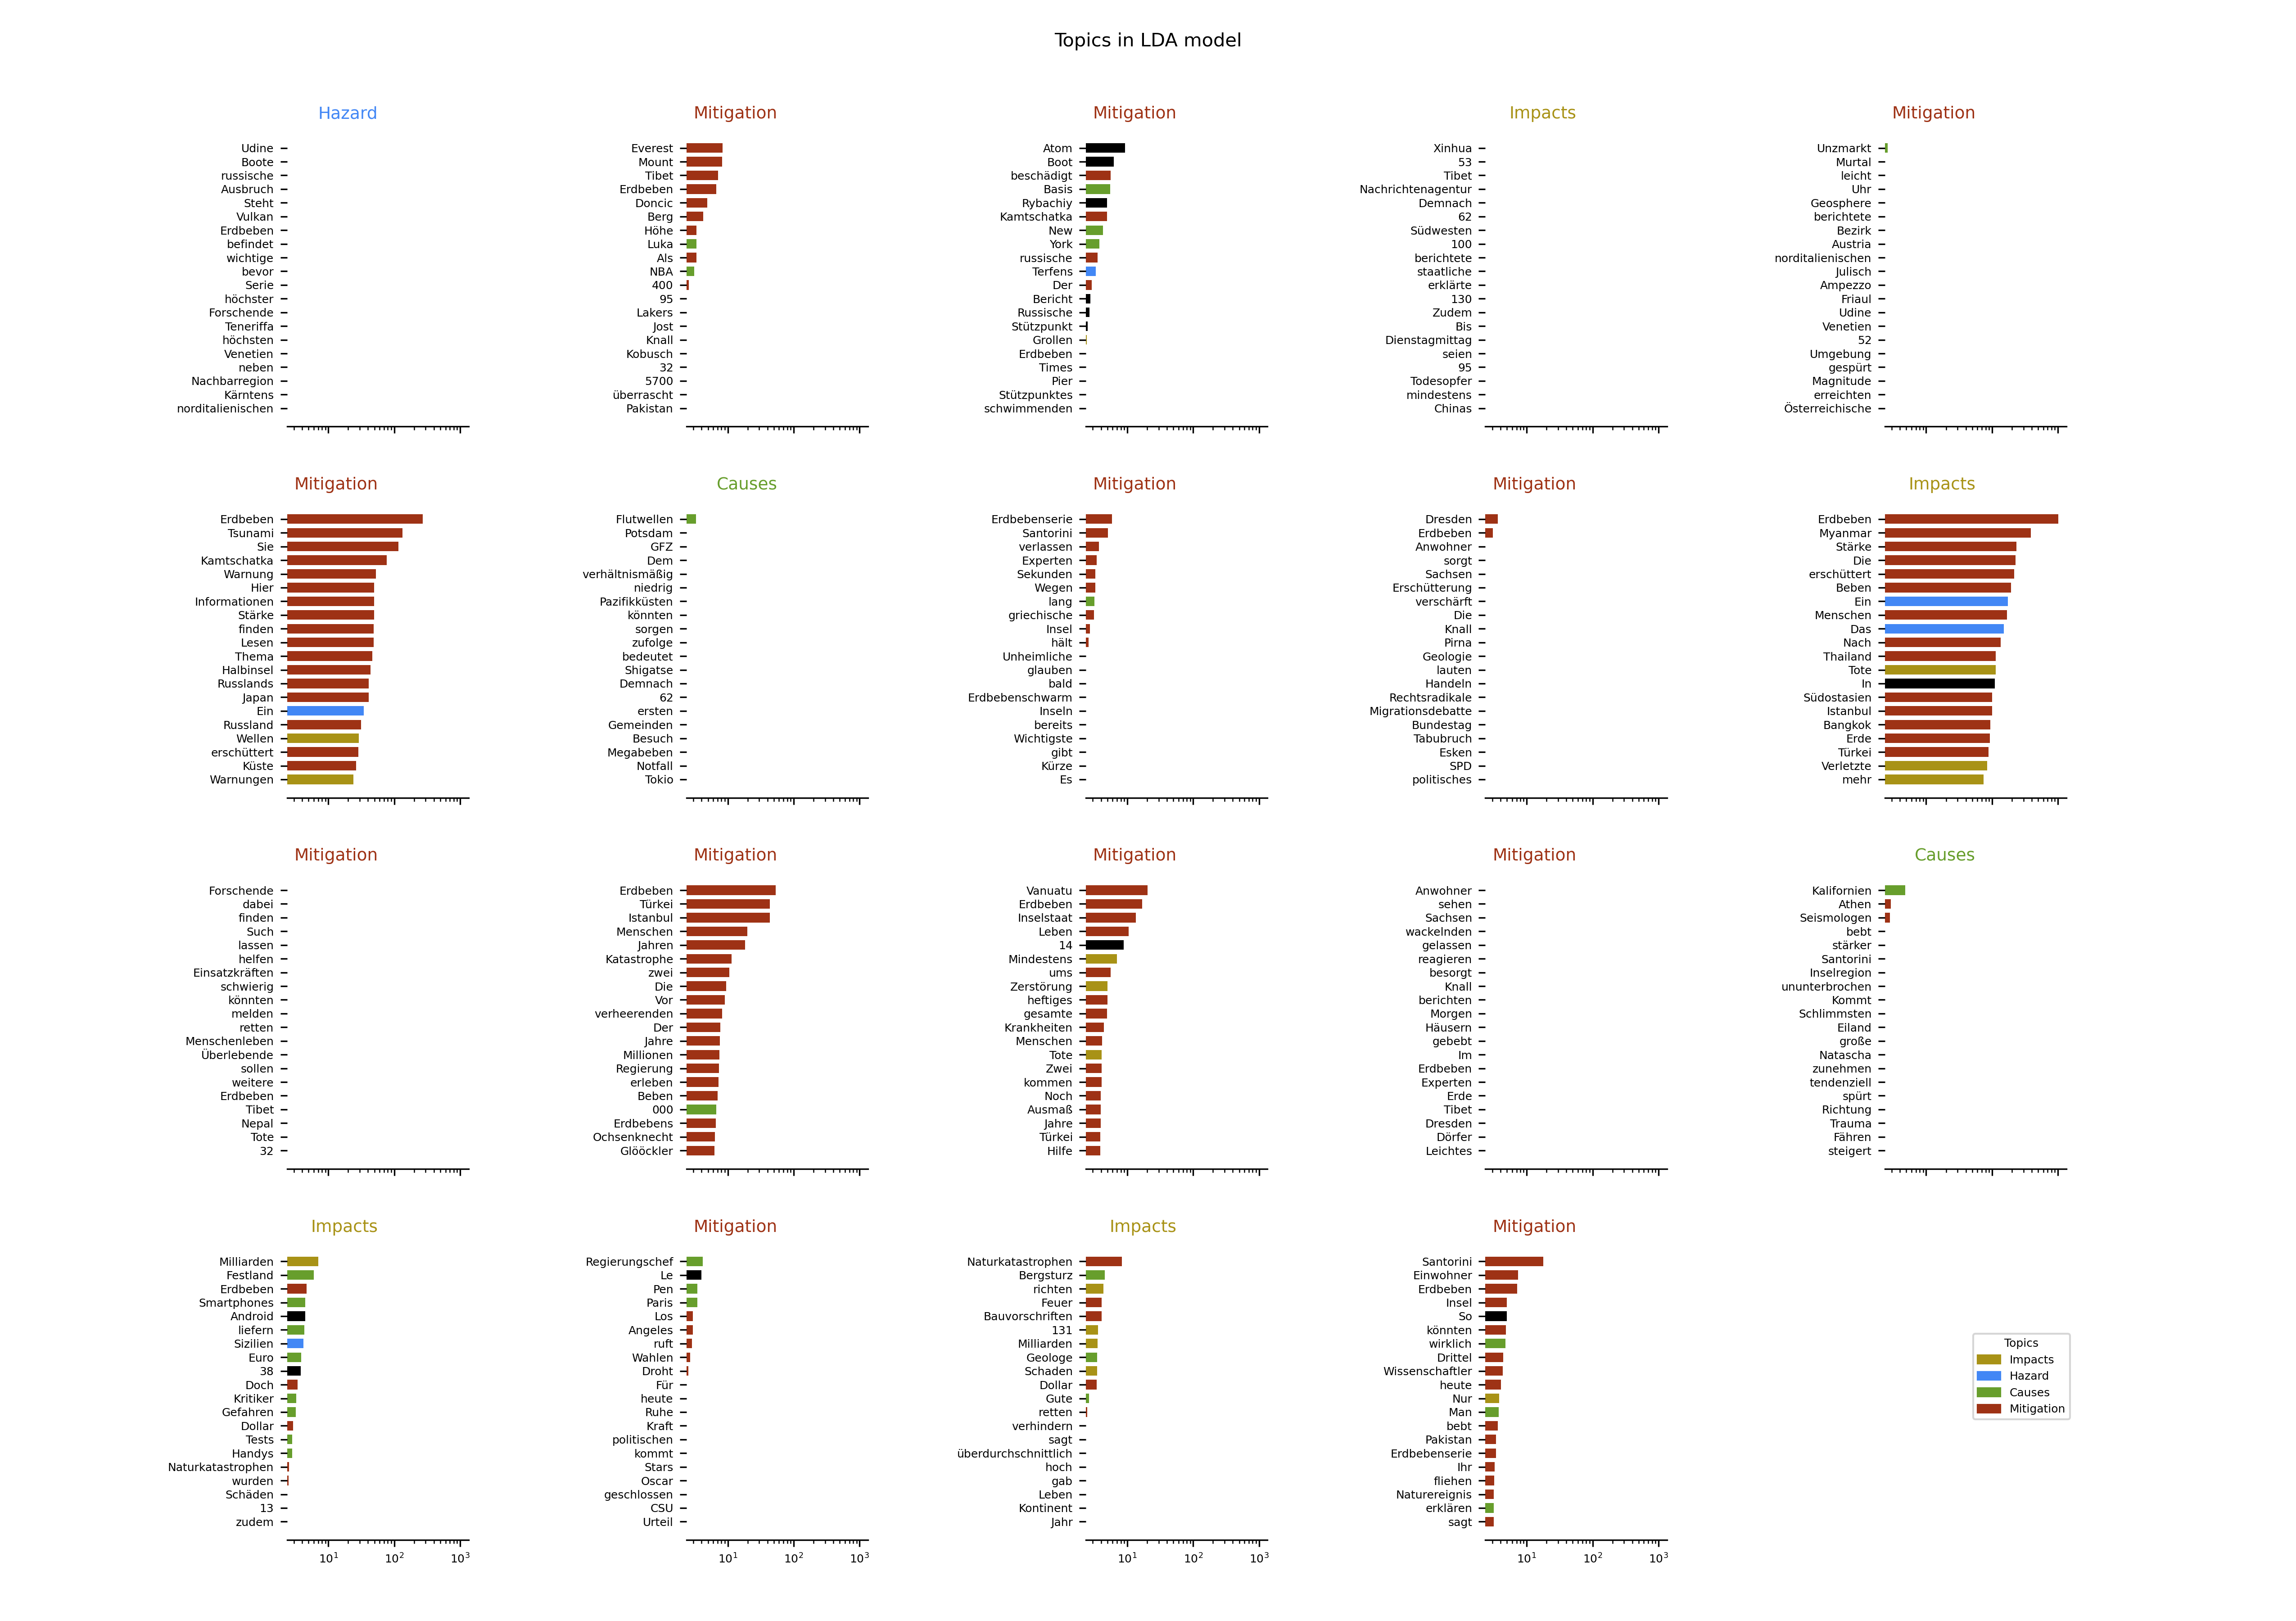 Topics in LDA model
Hazard
Udine
Boote
russische
Ausbruch
Steht
Vulkan
Erdbeben
befindet
wichtige
bevor
Serie
höchster
Forschende
Teneriffa
höchsten
Venetien
neben
Nachbarregion
Kärntens
norditalienischen
Mitigation
Everest
Mount
Tibet
Erdbeben
Doncic
Berg
Höhe
Luka
Als
NBA
400
95
Lakers
Jost
Knall
Kobusch
32
5700
überrascht
Pakistan
Mitigation
Atom
Boot
beschädigt
Basis
Rybachiy
Kamtschatka
New
York
russische
Terfens
Der
Bericht
Russische
Stützpunkt
Grollen
Erdbeben
Times
Pier
Stützpunktes
schwimmenden
Impacts
Xinhua
53
Tibet
Nachrichtenagentur
Demnach
62
Südwesten
100
berichtete
staatliche
erklärte
130
Zudem
Bis
Dienstagmittag
seien
95
Todesopfer
mindestens
Chinas
Mitigation
Unzmarkt
Murtal
leicht
Uhr
Geosphere
berichtete
Bezirk
Austria
norditalienischen
Julisch
Ampezzo
Friaul
Udine
Venetien
52
Umgebung
gespürt
Magnitude
erreichten
Österreichische
Mitigation
Erdbeben
Tsunami
Sie
Kamtschatka
Warnung
Hier
Informationen
Stärke
finden
Lesen
Thema
Halbinsel
Russlands
Japan
Ein
Russland
Wellen
erschüttert
Küste
Warnungen
Causes
Flutwellen
Potsdam
GFZ
Dem
verhältnismäßig
niedrig
Pazifikküsten
könnten
sorgen
zufolge
bedeutet
Shigatse
Demnach
62
ersten
Gemeinden
Besuch
Megabeben
Notfall
Tokio
Mitigation
Erdbebenserie
Santorini
verlassen
Experten
Sekunden
Wegen
lang
griechische
Insel
hält
Unheimliche
glauben
bald
Erdbebenschwarm
Inseln
bereits
Wichtigste
gibt
Kürze
Es
Mitigation
Dresden
Erdbeben
Anwohner
sorgt
Sachsen
Erschütterung
verschärft
Die
Knall
Pirna
Geologie
lauten
Handeln
Rechtsradikale
Migrationsdebatte
Bundestag
Tabubruch
Esken
SPD
politisches
Impacts
Erdbeben
Myanmar
Stärke
Die
erschüttert
Beben
Ein
Menschen
Das
Nach
Thailand
Tote
In
Südostasien
Istanbul
Bangkok
Erde
Türkei
Verletzte
mehr
Mitigation
Forschende
dabei
finden
Such
lassen
helfen
Einsatzkräften
schwierig
könnten
melden
retten
Menschenleben
Überlebende
sollen
weitere
Erdbeben
Tibet
Nepal
Tote
32
Mitigation
Erdbeben
Türkei
Istanbul
Menschen
Jahren
Katastrophe
zwei
Die
Vor
verheerenden
Der
Jahre
Millionen
Regierung
erleben
Beben
000
Erdbebens
Ochsenknecht
Glööckler
Mitigation
Vanuatu
Erdbeben
Inselstaat
Leben
14
Mindestens
ums
Zerstörung
heftiges
gesamte
Krankheiten
Menschen
Tote
Zwei
kommen
Noch
Ausmaß
Jahre
Türkei
Hilfe
Mitigation
Anwohner
sehen
Sachsen
wackelnden
gelassen
reagieren
besorgt
Knall
berichten
Morgen
Häusern
gebebt
Im
Erdbeben
Experten
Erde
Tibet
Dresden
Dörfer
Leichtes
Causes
Kalifornien
Athen
Seismologen
bebt
stärker
Santorini
Inselregion
ununterbrochen
Kommt
Schlimmsten
Eiland
große
Natascha
zunehmen
tendenziell
spürt
Richtung
Trauma
Fähren
steigert
Impacts
Milliarden
Festland
Erdbeben
Smartphones
Android
liefern
Sizilien
Euro
38
Doch
Kritiker
Gefahren
Dollar
Tests
Handys
Naturkatastrophen
wurden
Schäden
13
zudem
10¹ 10² 10³
Mitigation
Regierungschef
Le
Pen
Paris
Los
Angeles
ruft
Wahlen
Droht
Für
heute
Ruhe
Kraft
politischen
kommt
Stars
Oscar
geschlossen
CSU
Urteil
10¹ 10² 10³
Impacts
Naturkatastrophen
Bergsturz
richten
Feuer
Bauvorschriften
131
Milliarden
Geologe
Schaden
Dollar
Gute
retten
verhindern
sagt
überdurchschnittlich
hoch
gab
Leben
Kontinent
Jahr
10¹ 10² 10³
Mitigation
Santorini
Einwohner
Erdbeben
Insel
So
könnten
wirklich
Drittel
Wissenschaftler
heute
Nur
Man
bebt
Pakistan
Erdbebenserie
Ihr
fliehen
Naturereignis
erklären
sagt
10¹ 10² 10³
Topics
Impacts
Hazard
Causes
Mitigation